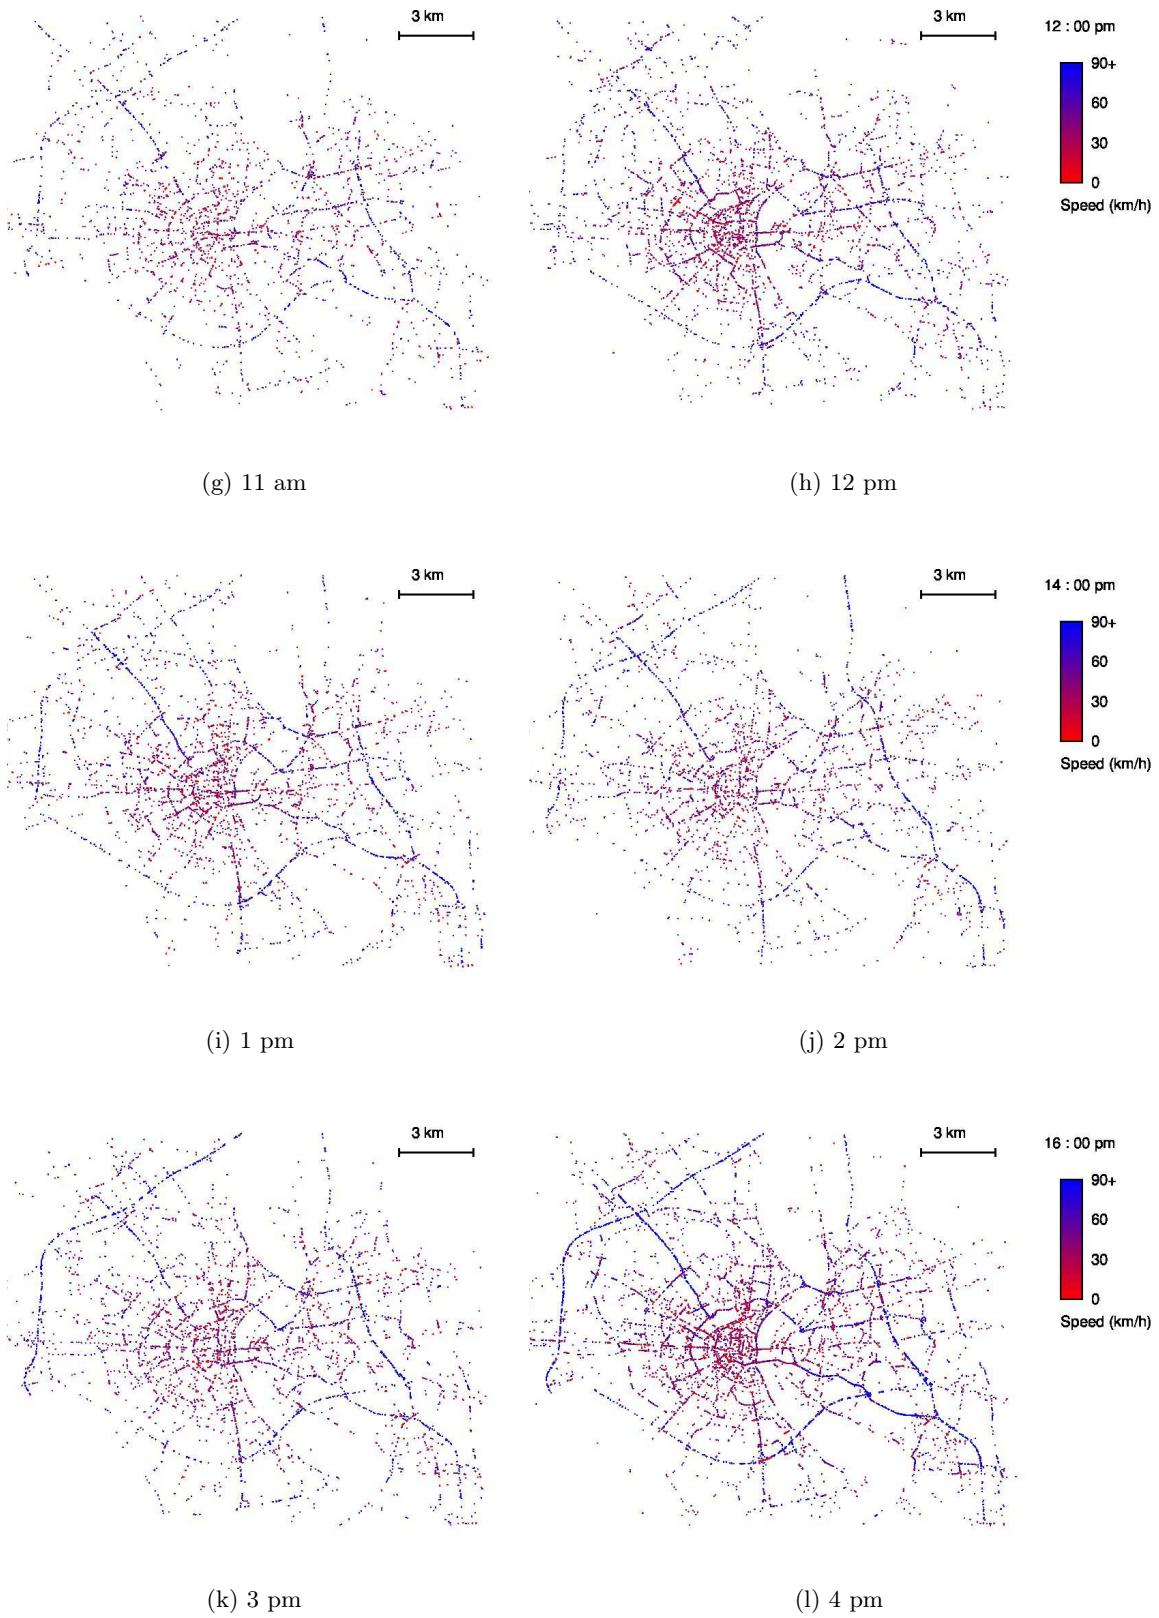 3 km
3 km
12 : 00 pm
90+
60
30
0
Speed (km/h)
(g) 11 am
(h) 12 pm
3 km
3 km
14 : 00 pm
90+
60
30
0
Speed (km/h)
(i) 1 pm
(j) 2 pm
3 km
3 km
16 : 00 pm
90+
60
30
0
Speed (km/h)
(k) 3 pm
(l) 4 pm